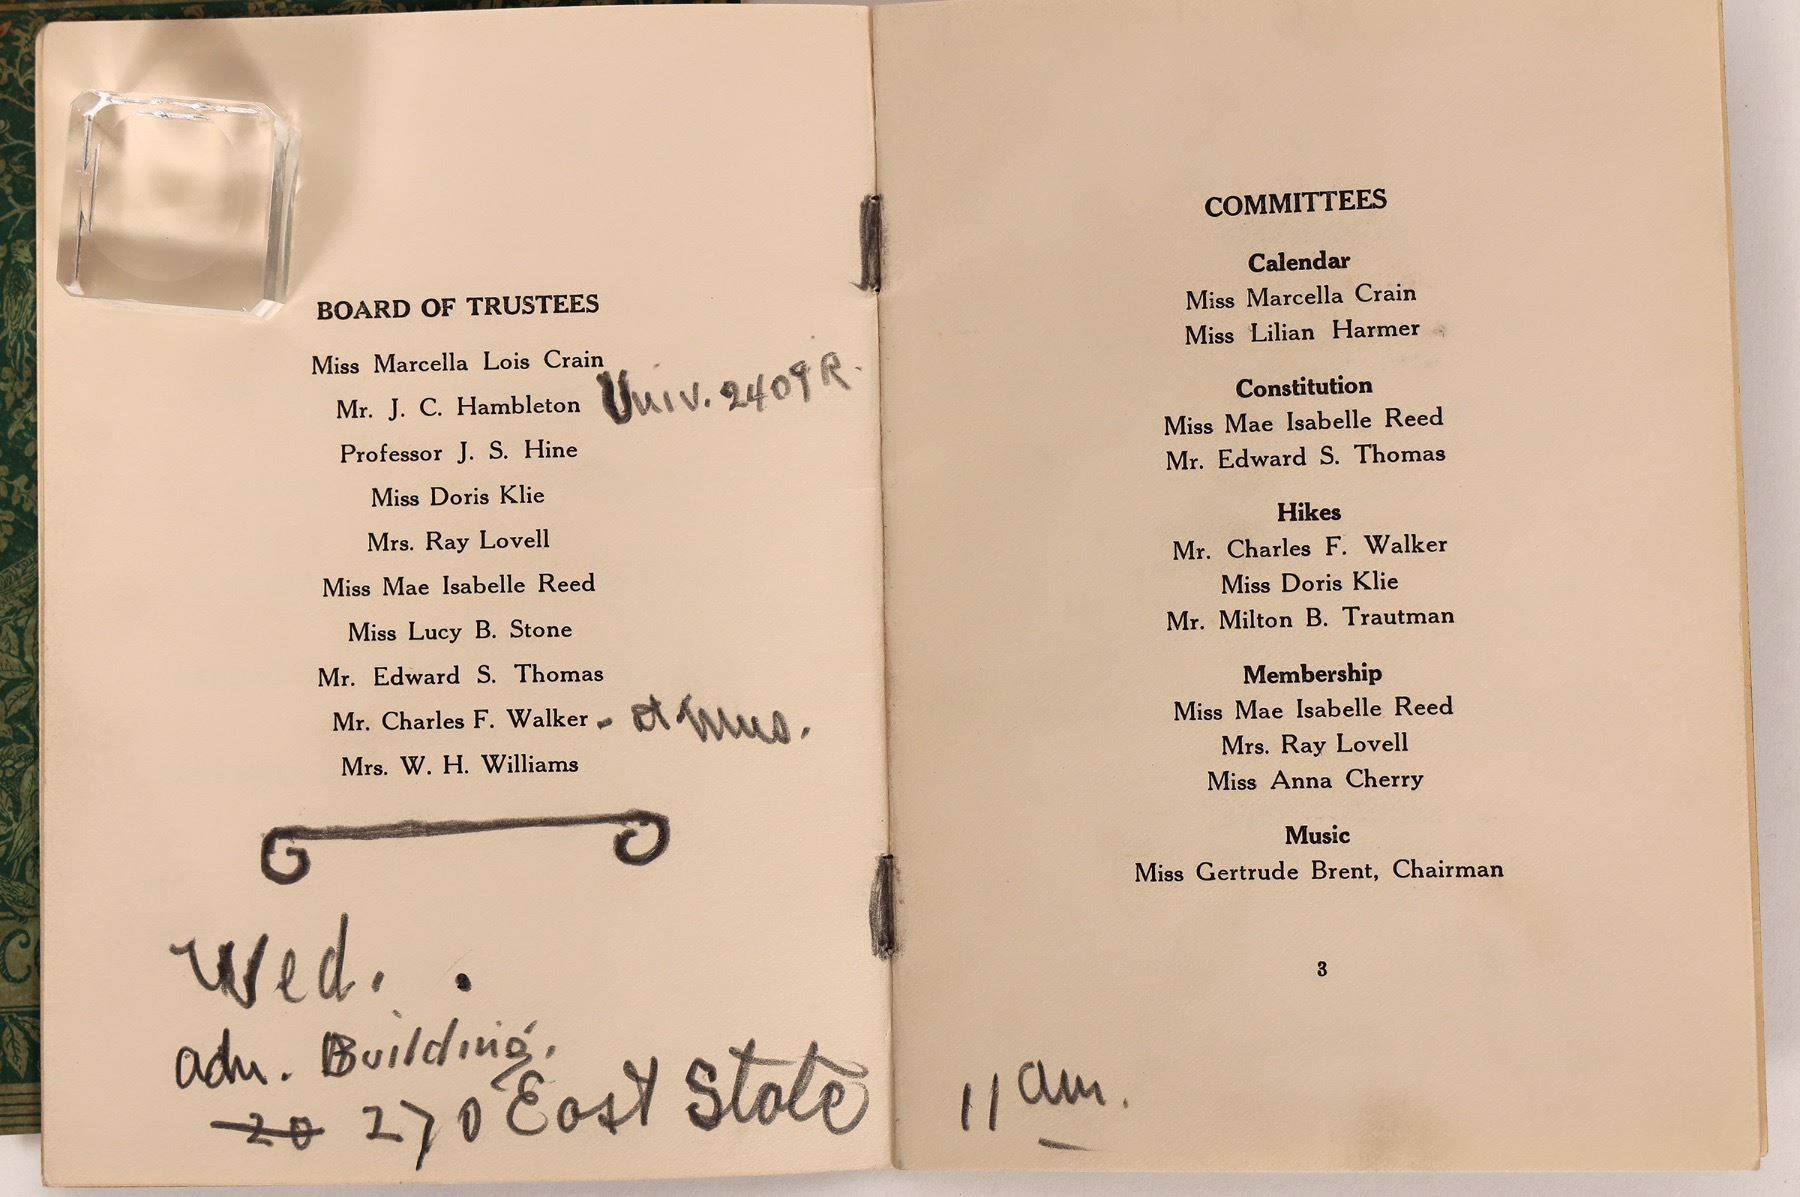 BOARD OF TRUSTEES
Miss Marcella Lois Crain
Mr. J. C. Hambleton Univ. 2409 R.
Professor J. S. Hine
Miss Doris Klie
Mrs. Ray Lovell
Miss Mae Isabelle Reed
Miss Lucy B. Stone
Mr. Edward S. Thomas
Mr. Charles F. Walker - at Mus.
Mrs. W. H. Williams
Wed.
adm. Building.
20 270 East State
COMMITTEES
Calendar
Miss Marcella Crain
Miss Lilian Harmer
Constitution
Miss Mae Isabelle Reed
Mr. Edward S. Thomas
Hikes
Mr. Charles F. Walker
Miss Doris Klie
Mr. Milton B. Trautman
Membership
Miss Mae Isabelle Reed
Mrs. Ray Lovell
Miss Anna Cherry
Music
Miss Gertrude Brent, Chairman
3
11 am.